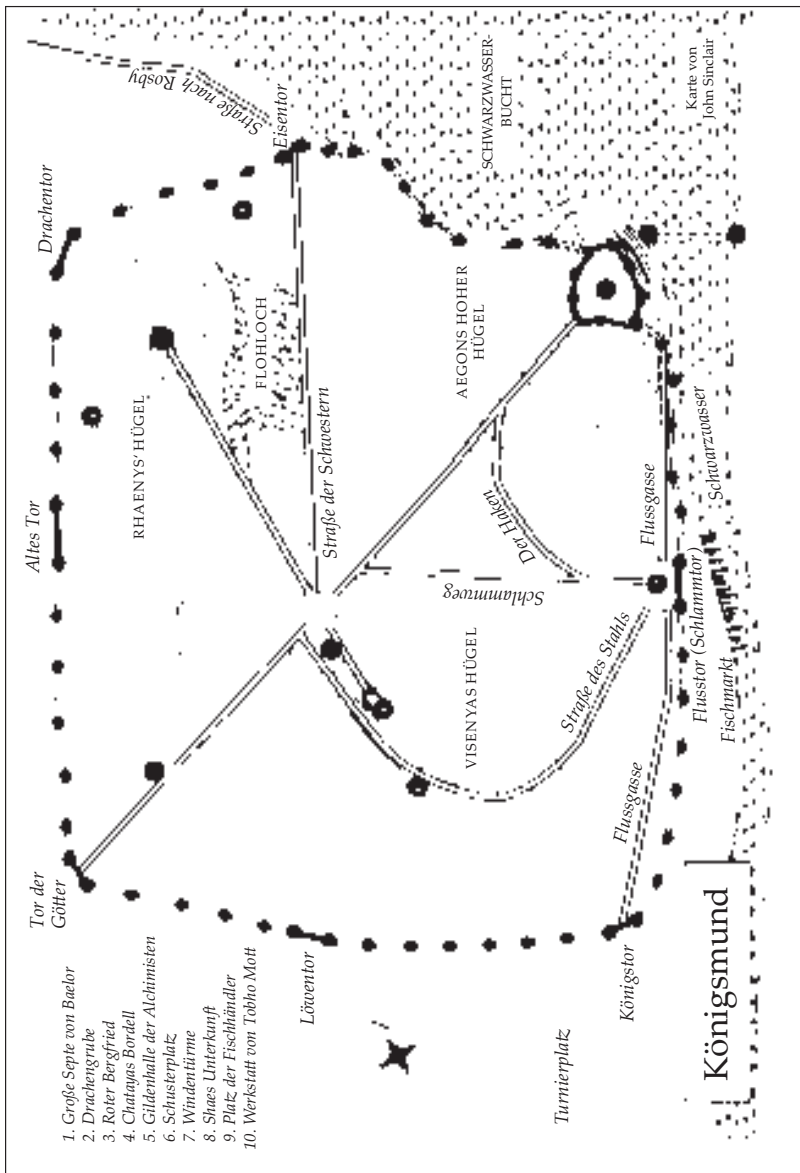 1. Große Septe von Baelor
2. Drachengrube
3. Roter Bergfried
4. Chatayas Bordell
5. Gildenhalle der Alchimisten
6. Schusterplatz
7. Windentürme
8. Shaes Unterkunft
9. Platz der Fischhändler
10. Werkstatt von Tobho Mott
Tor der
Götter
Altes Tor
Drachentor
Straße nach Rosby
Eisentor
RHAENYS' HÜGEL
FLOHLOCH
Straße der Schwestern
SCHWARZWASSER-
BUCHT
AEGONS HOHER
HÜGEL
Löwentor
VISENYAS HÜGEL
Schlammweg
Der Haken
Straße des Stahls
Flussgasse
Flussgasse
Turnierplatz
Königstor
Flusstor (Schlammtor)
Fischmarkt
Schwarzwasser
Karte von
John Sinclair
Königsmund